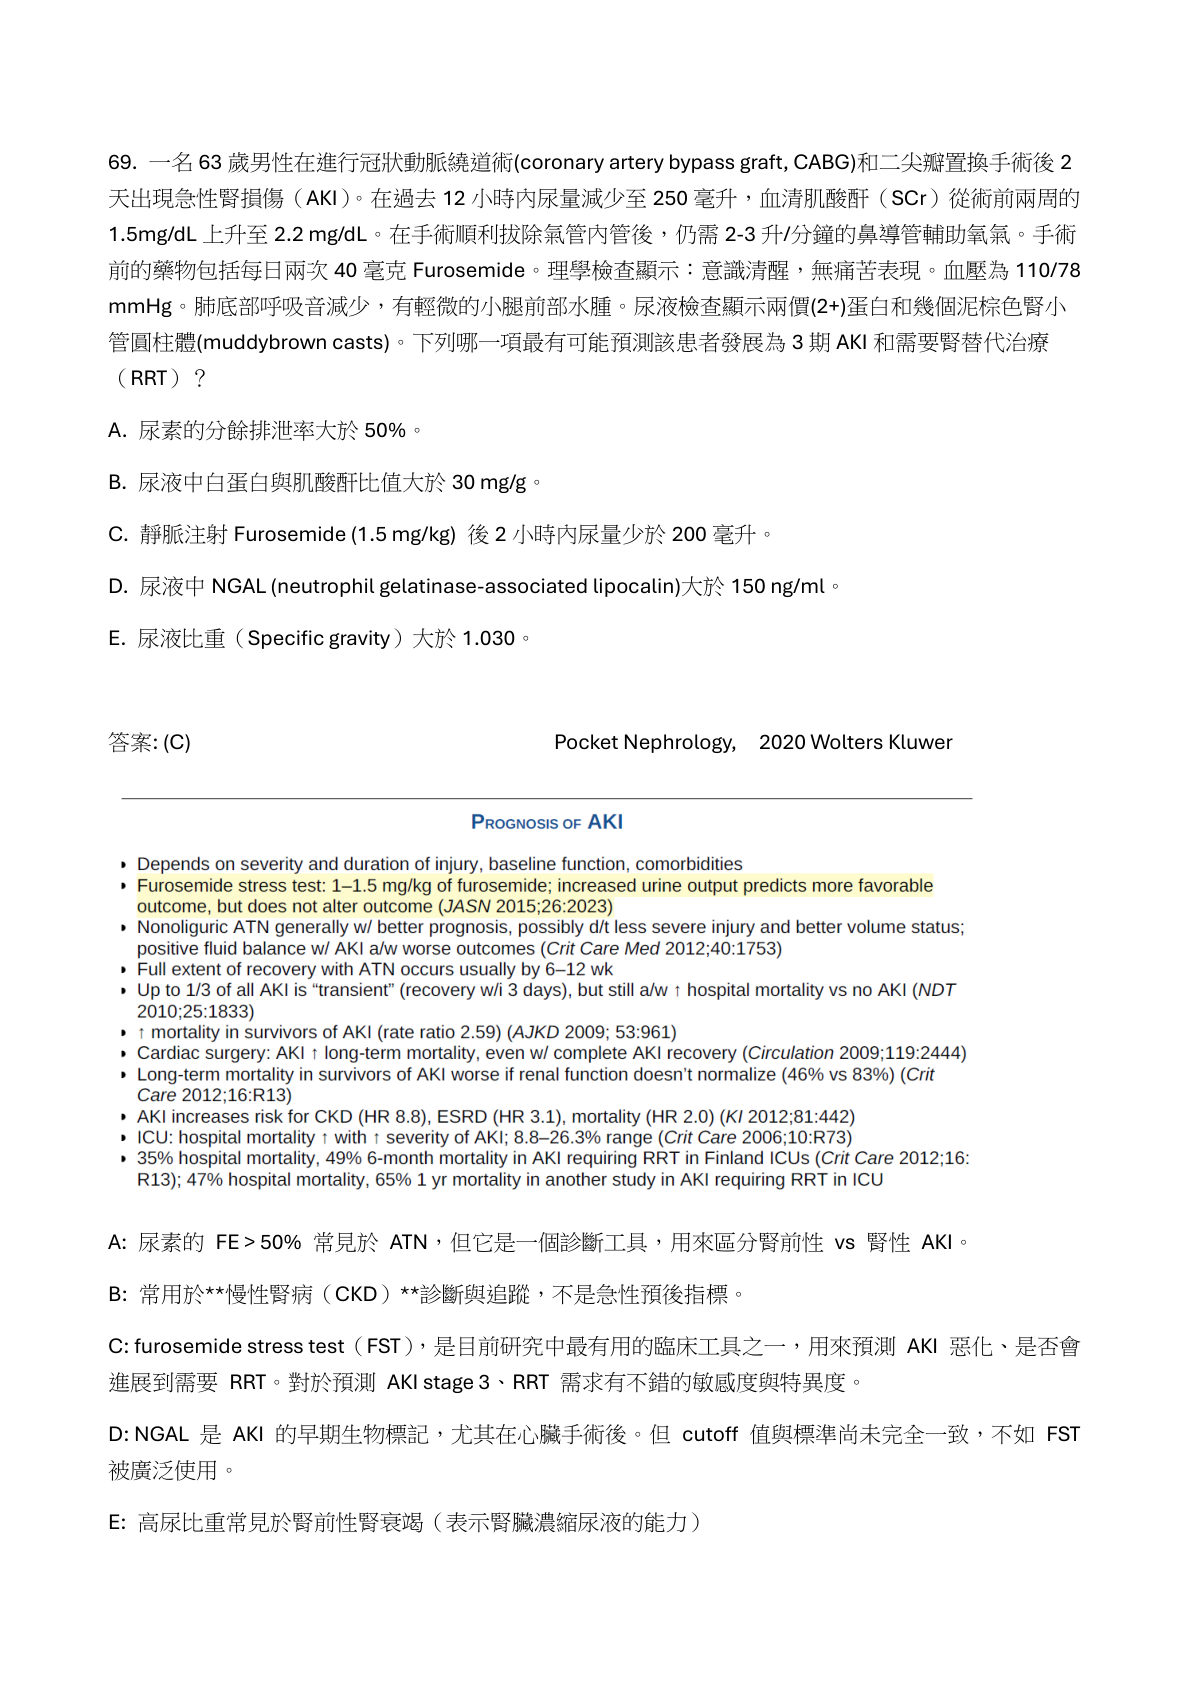 69. 一名 63 歲男性在進行冠狀動脈繞道術(coronary artery bypass graft, CABG)和二尖瓣置換手術後 2
天出現急性腎損傷（AKI）。在過去 12 小時內尿量減少至 250 毫升，血清肌酸酐（SCr）從術前兩周的
1.5mg/dL 上升至 2.2 mg/dL。在手術順利拔除氣管內管後，仍需 2-3 升/分鐘的鼻導管輔助氧氣。手術
前的藥物包括每日兩次 40 毫克 Furosemide。理學檢查顯示：意識清醒，無痛苦表現。血壓為 110/78
mmHg。肺底部呼吸音減少，有輕微的小腿前部水腫。尿液檢查顯示兩價(2+)蛋白和幾個泥棕色腎小
管圓柱體(muddybrown casts)。下列哪一項最有可能預測該患者發展為 3 期 AKI 和需要腎替代治療
（RRT）？
A. 尿素的分餘排泄率大於 50%。
B. 尿液中白蛋白與肌酸酐比值大於 30 mg/g。
C. 靜脈注射 Furosemide (1.5 mg/kg) 後 2 小時內尿量少於 200 毫升。
D. 尿液中 NGAL (neutrophil gelatinase-associated lipocalin)大於 150 ng/ml。
E. 尿液比重（Specific gravity）大於 1.030。
答案: (C) Pocket Nephrology, 2020 Wolters Kluwer
PROGNOSIS OF AKI
◗ Depends on severity and duration of injury, baseline function, comorbidities
◗ Furosemide stress test: 1–1.5 mg/kg of furosemide; increased urine output predicts more favorable
outcome, but does not alter outcome (JASN 2015;26:2023)
◗ Nonoliguric ATN generally w/ better prognosis, possibly d/t less severe injury and better volume status;
positive fluid balance w/ AKI a/w worse outcomes (Crit Care Med 2012;40:1753)
◗ Full extent of recovery with ATN occurs usually by 6–12 wk
◗ Up to 1/3 of all AKI is “transient” (recovery w/i 3 days), but still a/w ↑ hospital mortality vs no AKI (NDT
2010;25:1833)
◗ ↑ mortality in survivors of AKI (rate ratio 2.59) (AJKD 2009; 53:961)
◗ Cardiac surgery: AKI ↑ long-term mortality, even w/ complete AKI recovery (Circulation 2009;119:2444)
◗ Long-term mortality in survivors of AKI worse if renal function doesn’t normalize (46% vs 83%) (Crit
Care 2012;16:R13)
◗ AKI increases risk for CKD (HR 8.8), ESRD (HR 3.1), mortality (HR 2.0) (KI 2012;81:442)
◗ ICU: hospital mortality ↑ with ↑ severity of AKI; 8.8–26.3% range (Crit Care 2006;10:R73)
◗ 35% hospital mortality, 49% 6-month mortality in AKI requiring RRT in Finland ICUs (Crit Care 2012;16:
R13); 47% hospital mortality, 65% 1 yr mortality in another study in AKI requiring RRT in ICU
A: 尿素的 FE > 50% 常見於 ATN，但它是一個診斷工具，用來區分腎前性 vs 腎性 AKI。
B: 常用於**慢性腎病（CKD）**診斷與追蹤，不是急性預後指標。
C: furosemide stress test（FST），是目前研究中最有用的臨床工具之一，用來預測 AKI 惡化、是否會
進展到需要 RRT。對於預測 AKI stage 3、RRT 需求有不錯的敏感度與特異度。
D: NGAL 是 AKI 的早期生物標記，尤其在心臟手術後。但 cutoff 值與標準尚未完全一致，不如 FST
被廣泛使用。
E: 高尿比重常見於腎前性腎衰竭（表示腎臟濃縮尿液的能力）